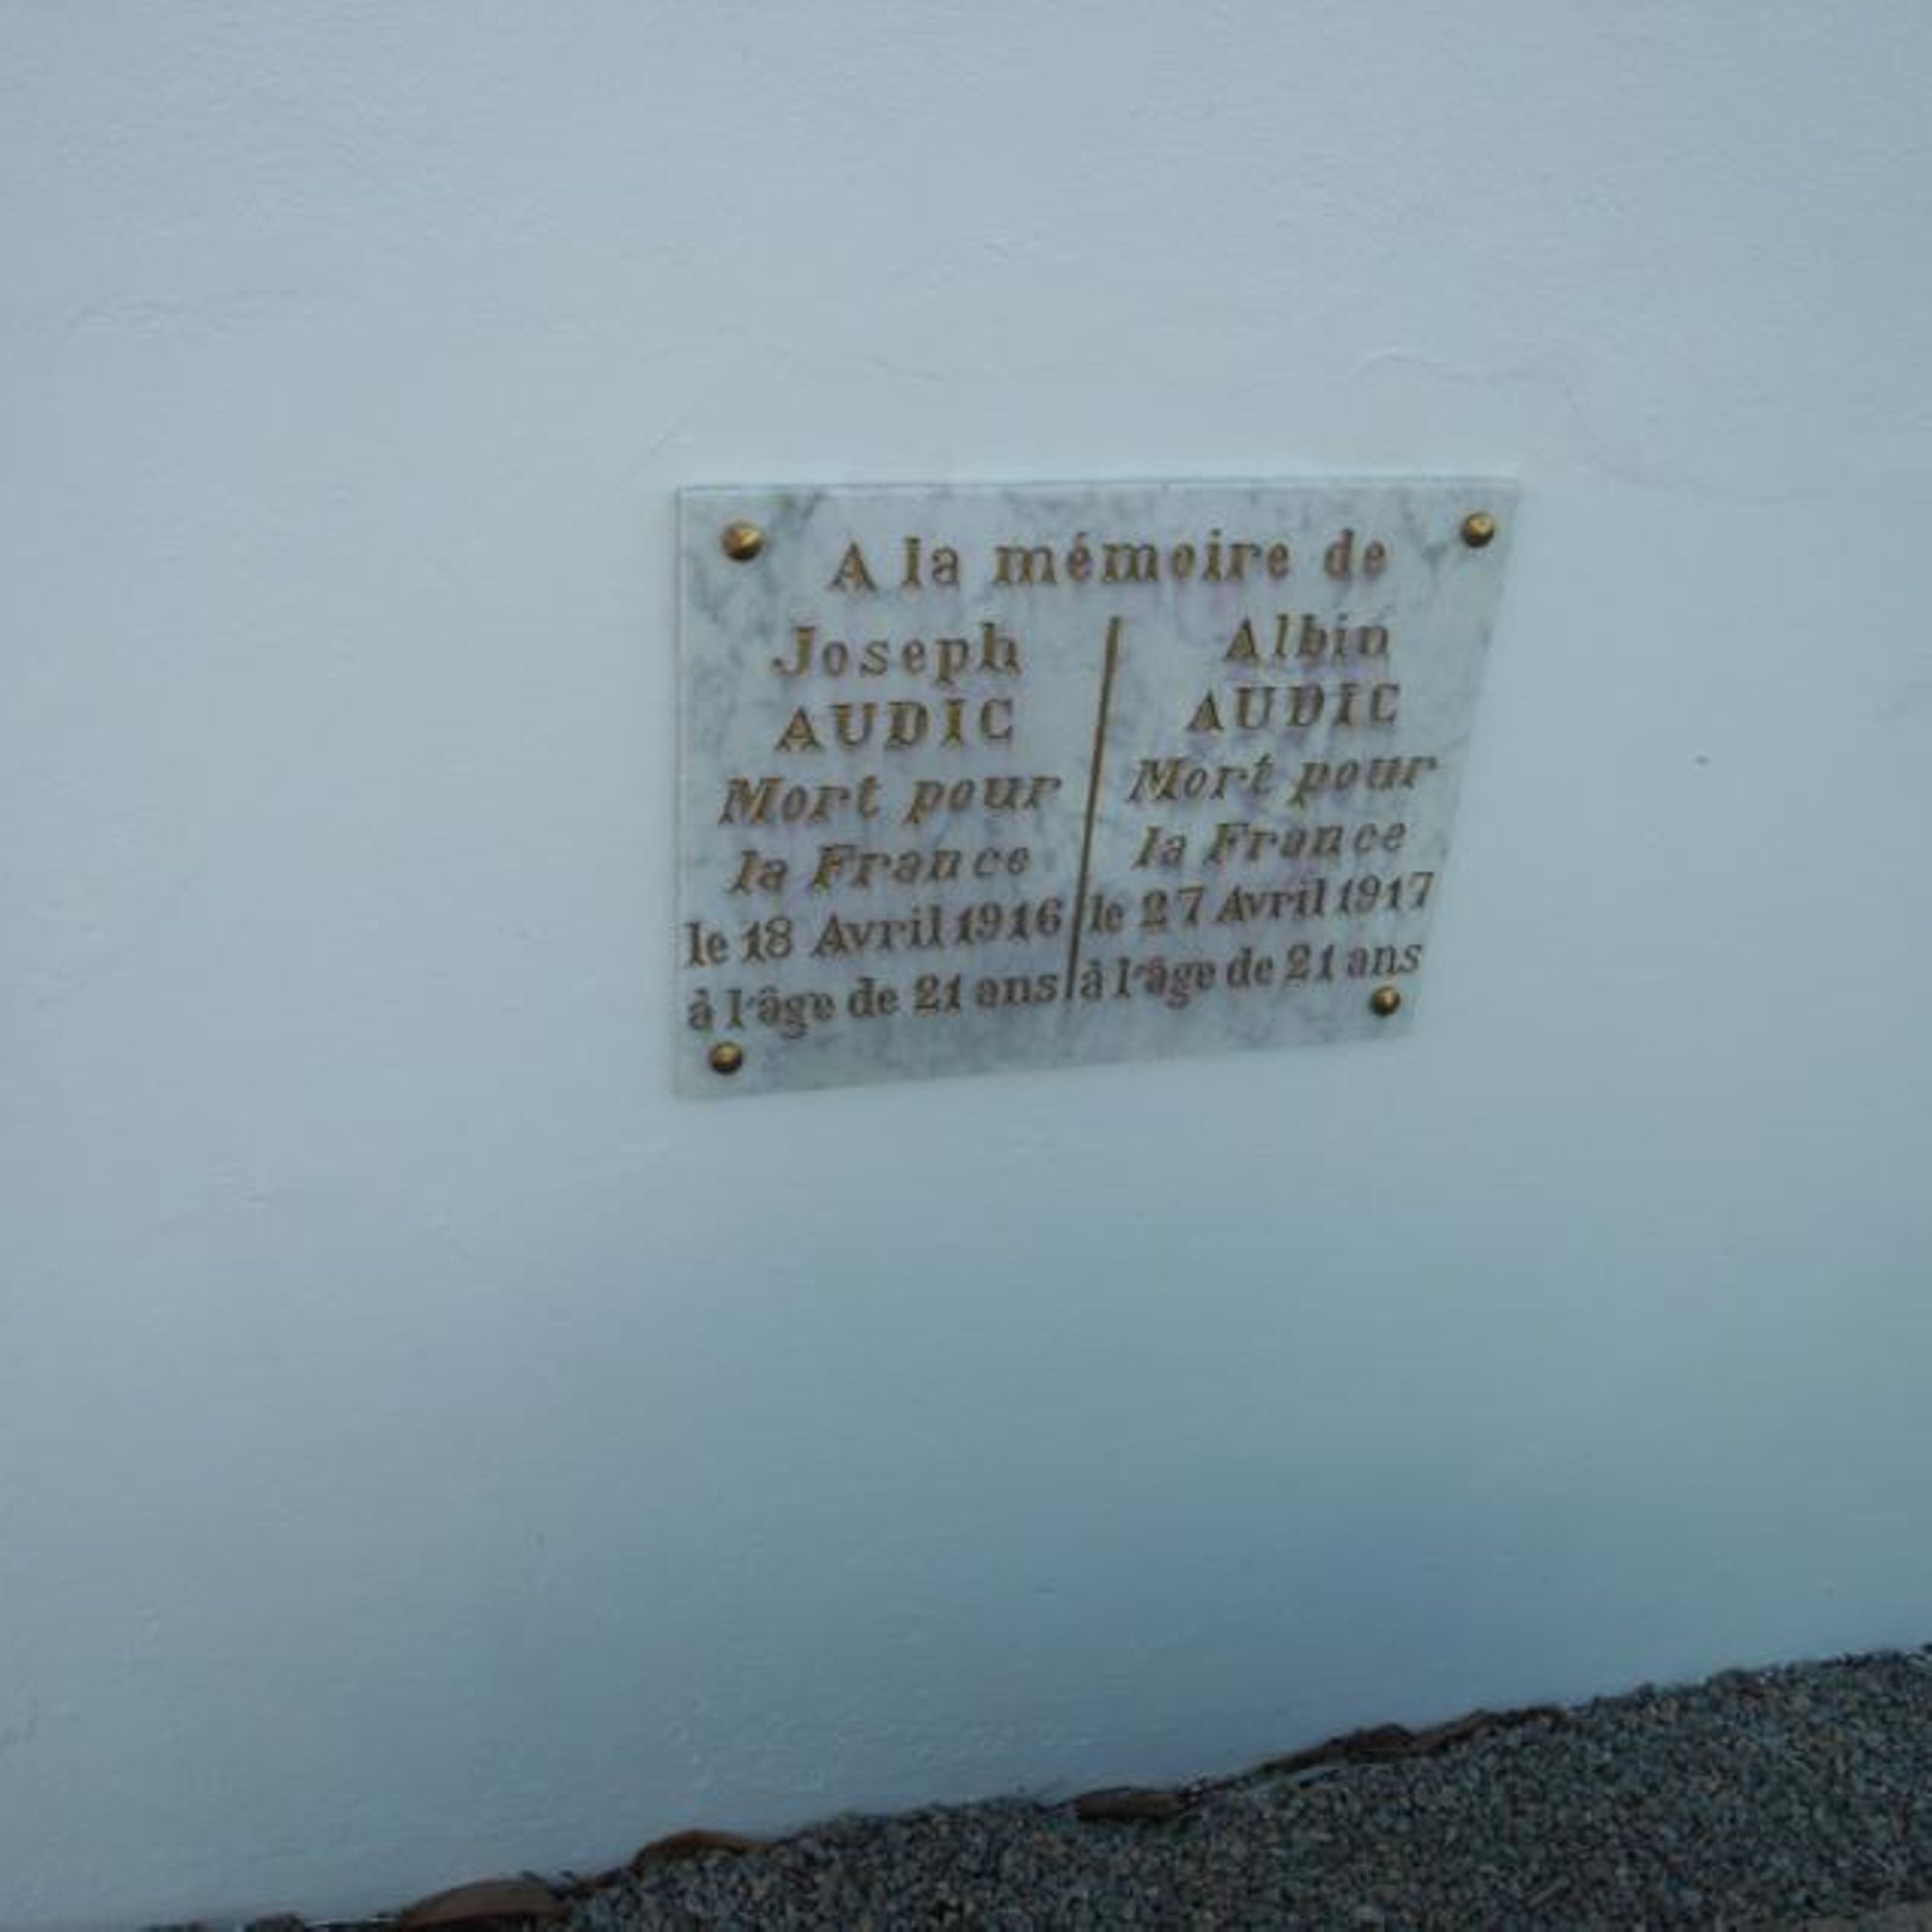 A la mémoire de
Joseph
AUDIC
Mort pour
la France
le 18 Avril 1916
à l'âge de 21 ans
Albin
AUDIC
Mort pour
la France
le 27 Avril 1917
à l'âge de 21 ans